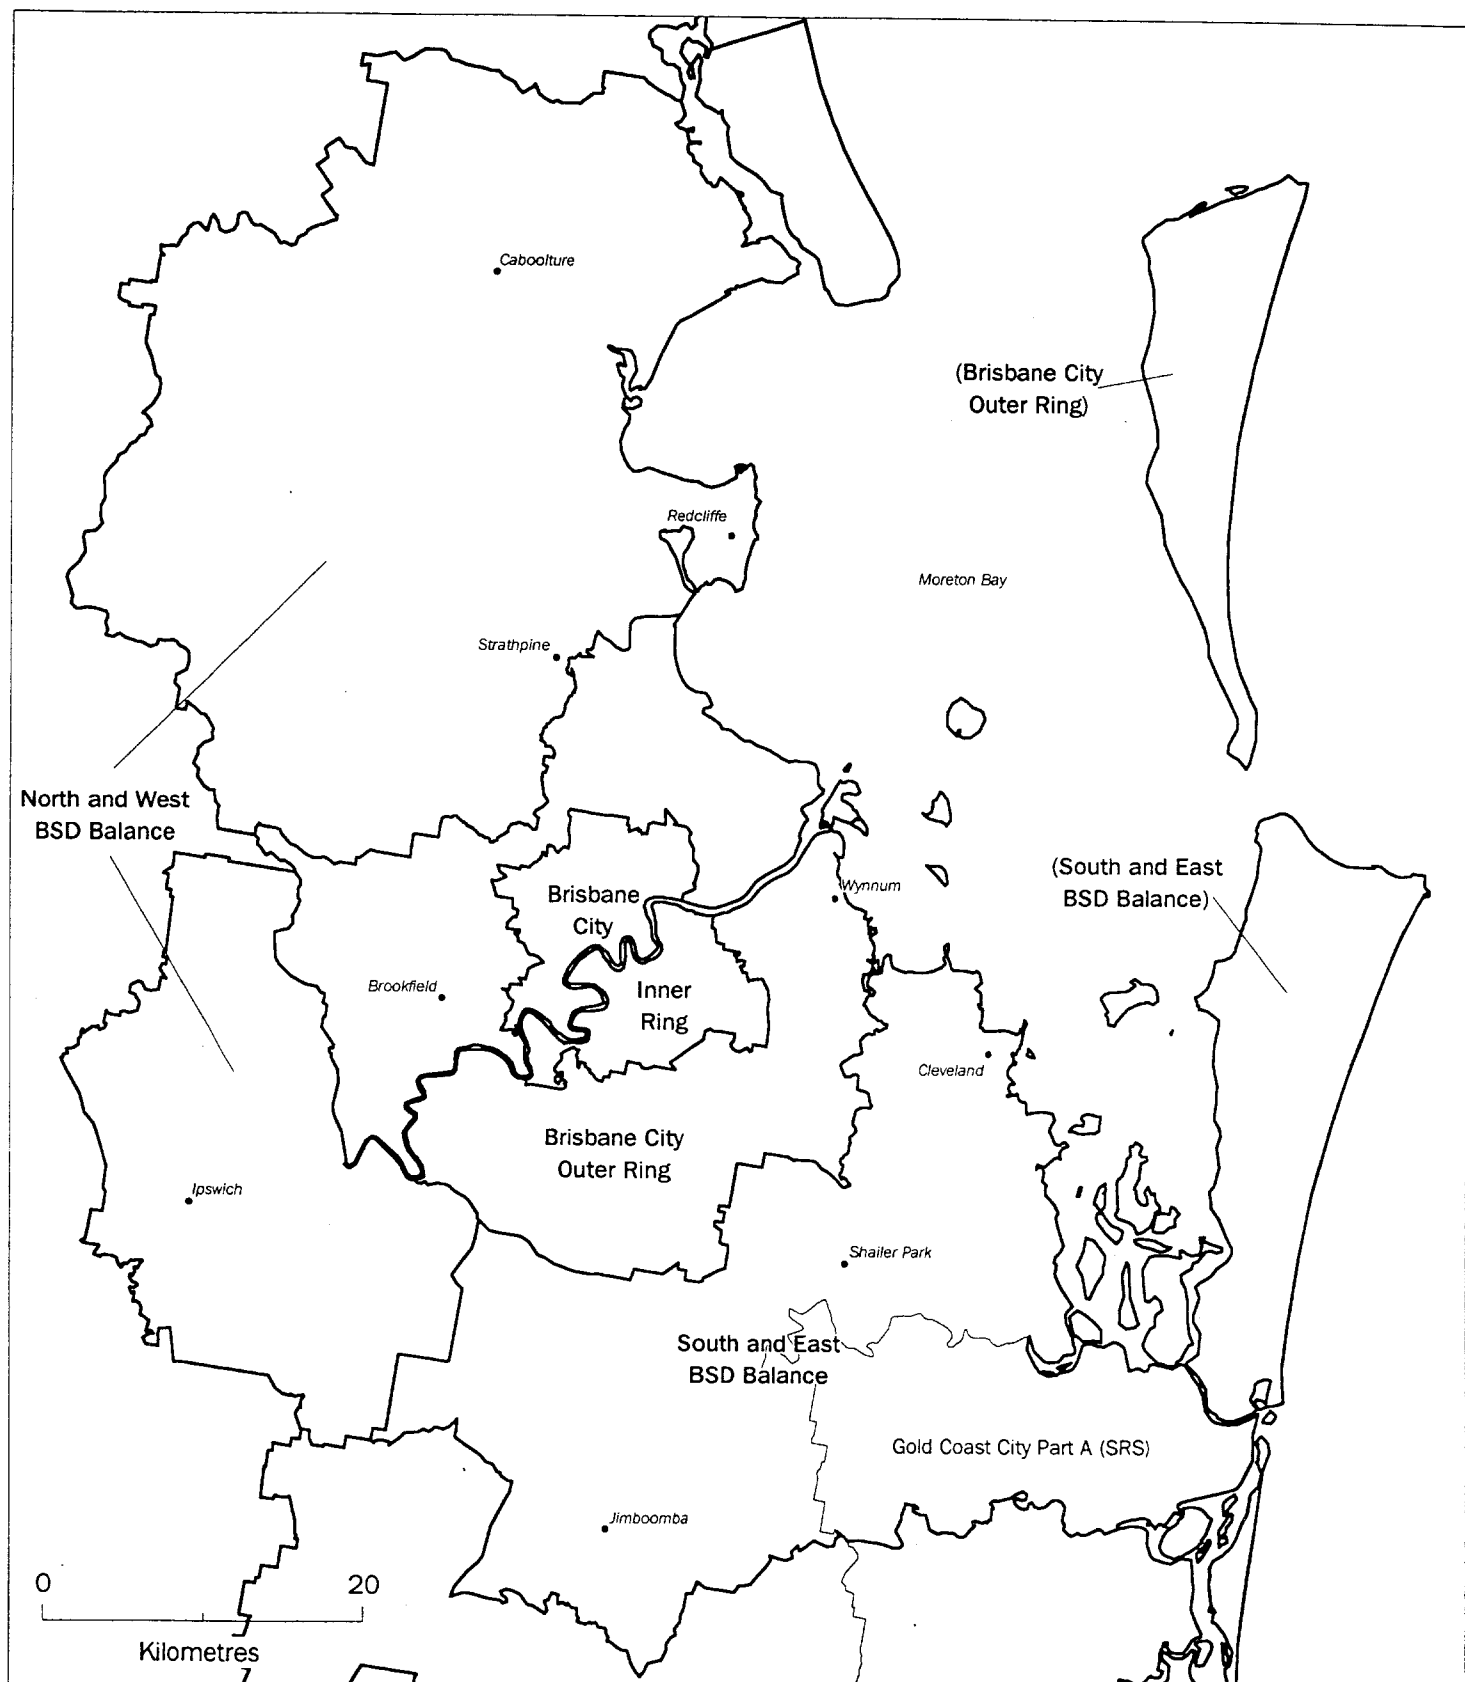 Caboolture
(Brisbane City
Outer Ring)
Redcliffe
Moreton Bay
Strathpine
North and West
BSD Balance
(South and East
BSD Balance)
Wynnum
Brisbane
City
Brookfield
Inner
Ring
Cleveland
Brisbane City
Outer Ring
Ipswich
Shailer Park
South and East
BSD Balance
Gold Coast City Part A (SRS)
Jimboomba
0 20
Kilometres